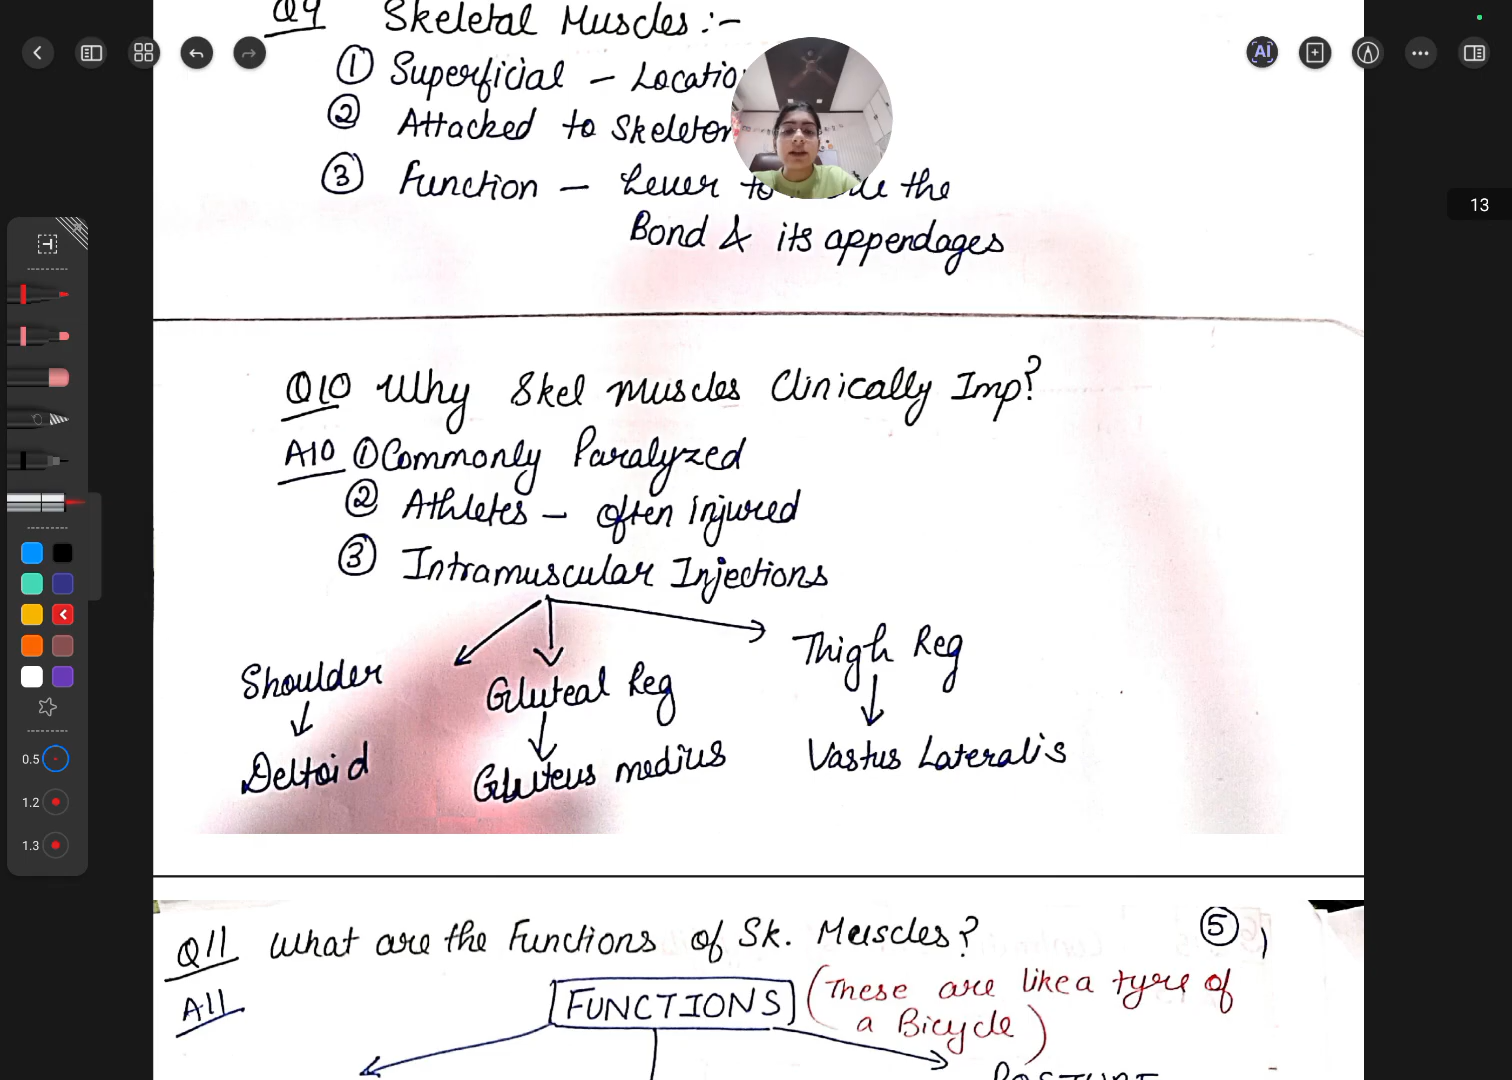 Q9 Skeletal Muscles :-
① Superficial - Locatio
② Attacked to Skeleton
③ Function - Lever to the
Bond & its appendages
13
Q10 Why Skel muscles Clinically Imp?
A10 ① Commonly Paralyzed
② Athletes - Often injured
③ Intramuscular Injections
Shoulder
Gluteal Reg
Thigh Reg
Deltoid
Gluteus medius
Vastus Lateralis
Q11 What are the Functions of Sk. Muscles?
⑤
A11
FUNCTIONS
(These are like a tyre of
a Bicycle)
POSTURE
AI
0.5
1.2
1.3